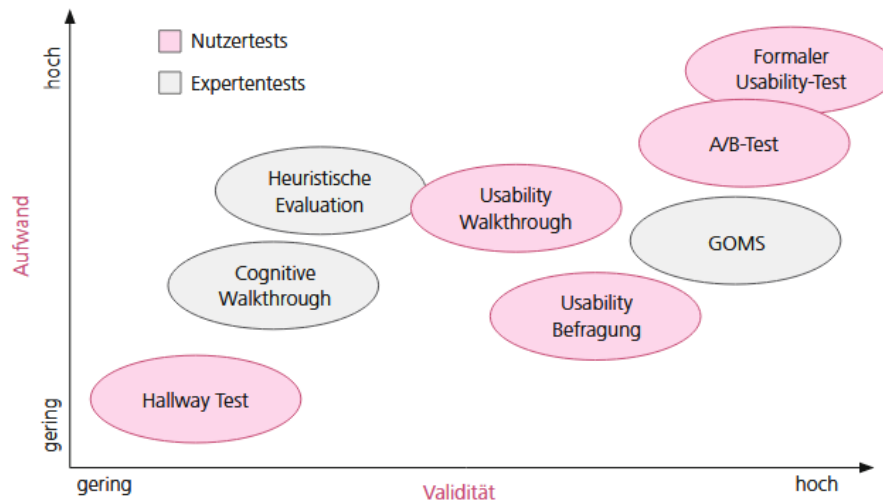 Nutzertests
Expertentests
Formaler
Usability-Test
A/B-Test
Heuristische
Evaluation
Usability
Walkthrough
GOMS
Cognitive
Walkthrough
Usability
Befragung
Hallway Test
hoch
Aufwand
gering
gering
Validität
hoch